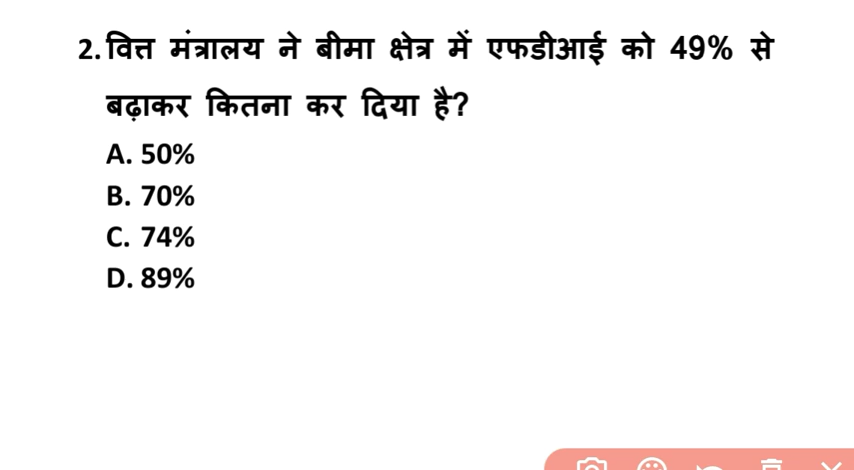 2. वित्त मंत्रालय ने बीमा क्षेत्र में एफडीआई को 49% से
बढ़ाकर कितना कर दिया है?
A. 50%
B. 70%
C. 74%
D. 89%